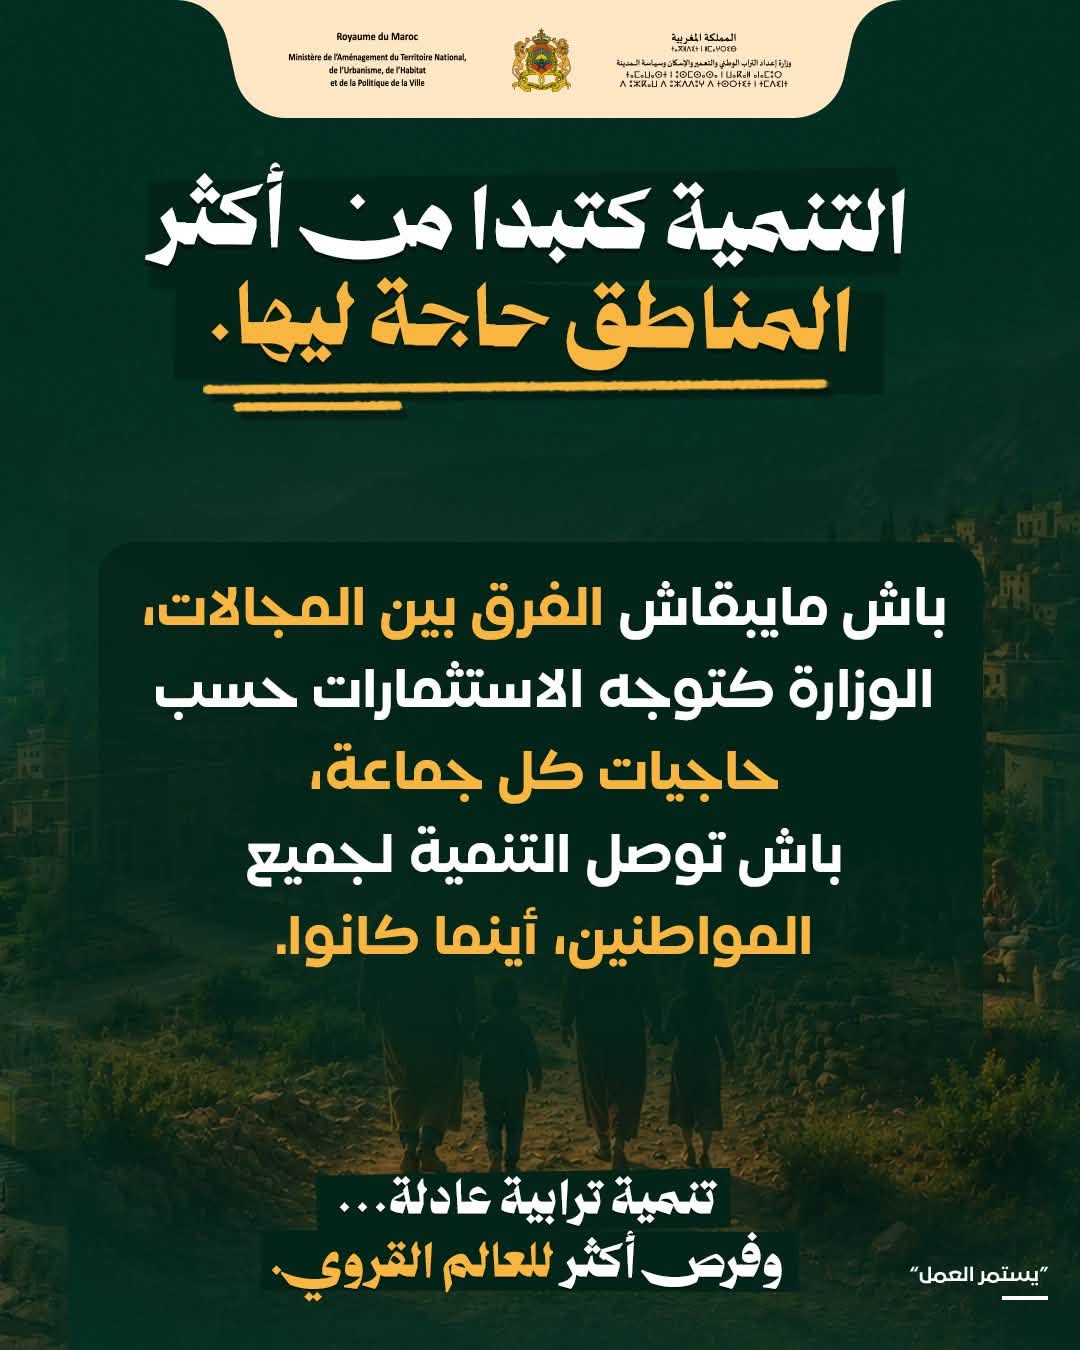 Royaume du Maroc
Ministère de l'Aménagement du Territoire National,
de l'Urbanisme, de l'Habitat
et de la Politique de la Ville
المملكة المغربية
ⵜⴰⴳⵍⴷⵉⵜ ⵏ ⵍⵎⵖⵔⵉⴱ
وزارة إعداد التراب الوطني والتعمير والإسكان وسياسة المدينة
التنمية كتبدا من أكثر
المناطق حاجة ليها.
باش مايبقاش الفرق بين المجالات،
الوزارة كتوجه الاستثمارات حسب
حاجيات كل جماعة،
باش توصل التنمية لجميع
المواطنين، أينما كانوا.
تنمية ترابية عادلة...
وفرص أكثر للعالم القروي.
"يستمر العمل"